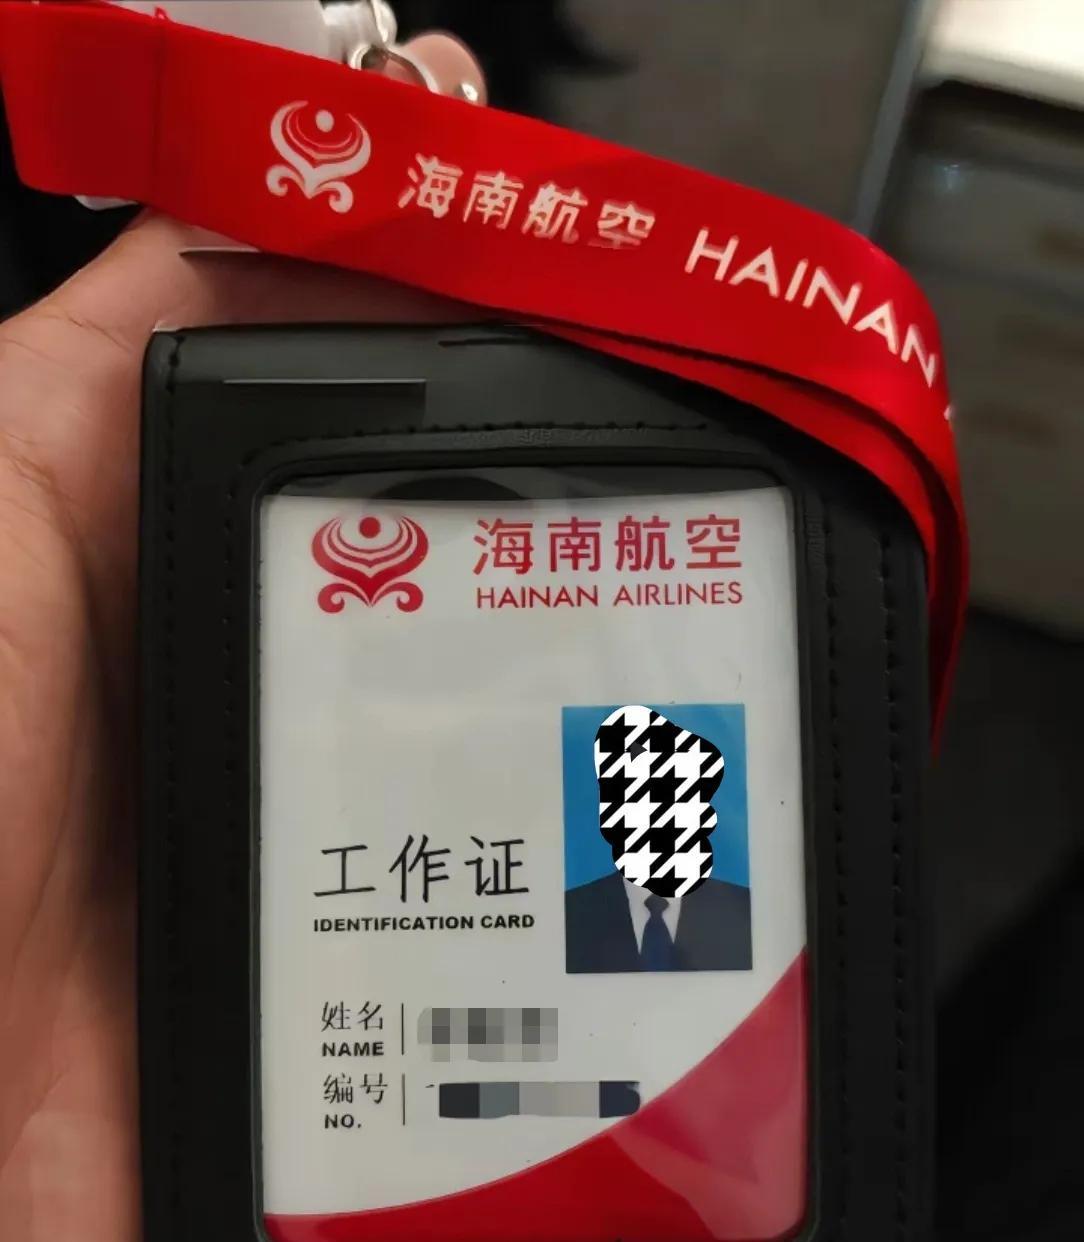 海南航空 HAINAN
海南航空
HAINAN AIRLINES
工作证
IDENTIFICATION CARD
姓名
NAME
编号
NO.